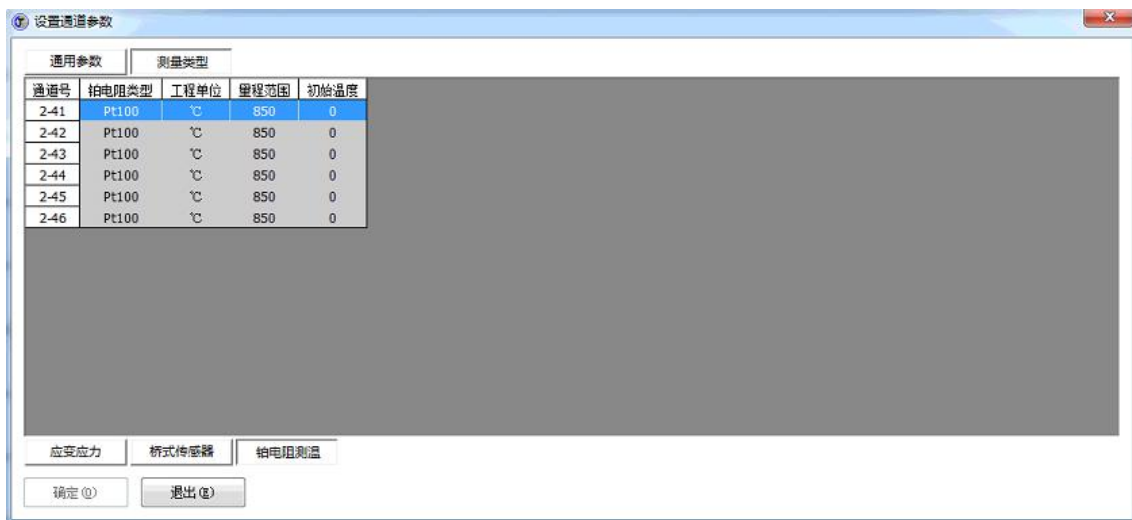 设置通道参数
通用参数 测量类型
通道号 铂电阻类型 工程单位 量程范围 初始温度
2-41 Pt100 ℃ 850 0
2-42 Pt100 ℃ 850 0
2-43 Pt100 ℃ 850 0
2-44 Pt100 ℃ 850 0
2-45 Pt100 ℃ 850 0
2-46 Pt100 ℃ 850 0
应变应力 桥式传感器 铂电阻测温
确定(O) 退出(E)